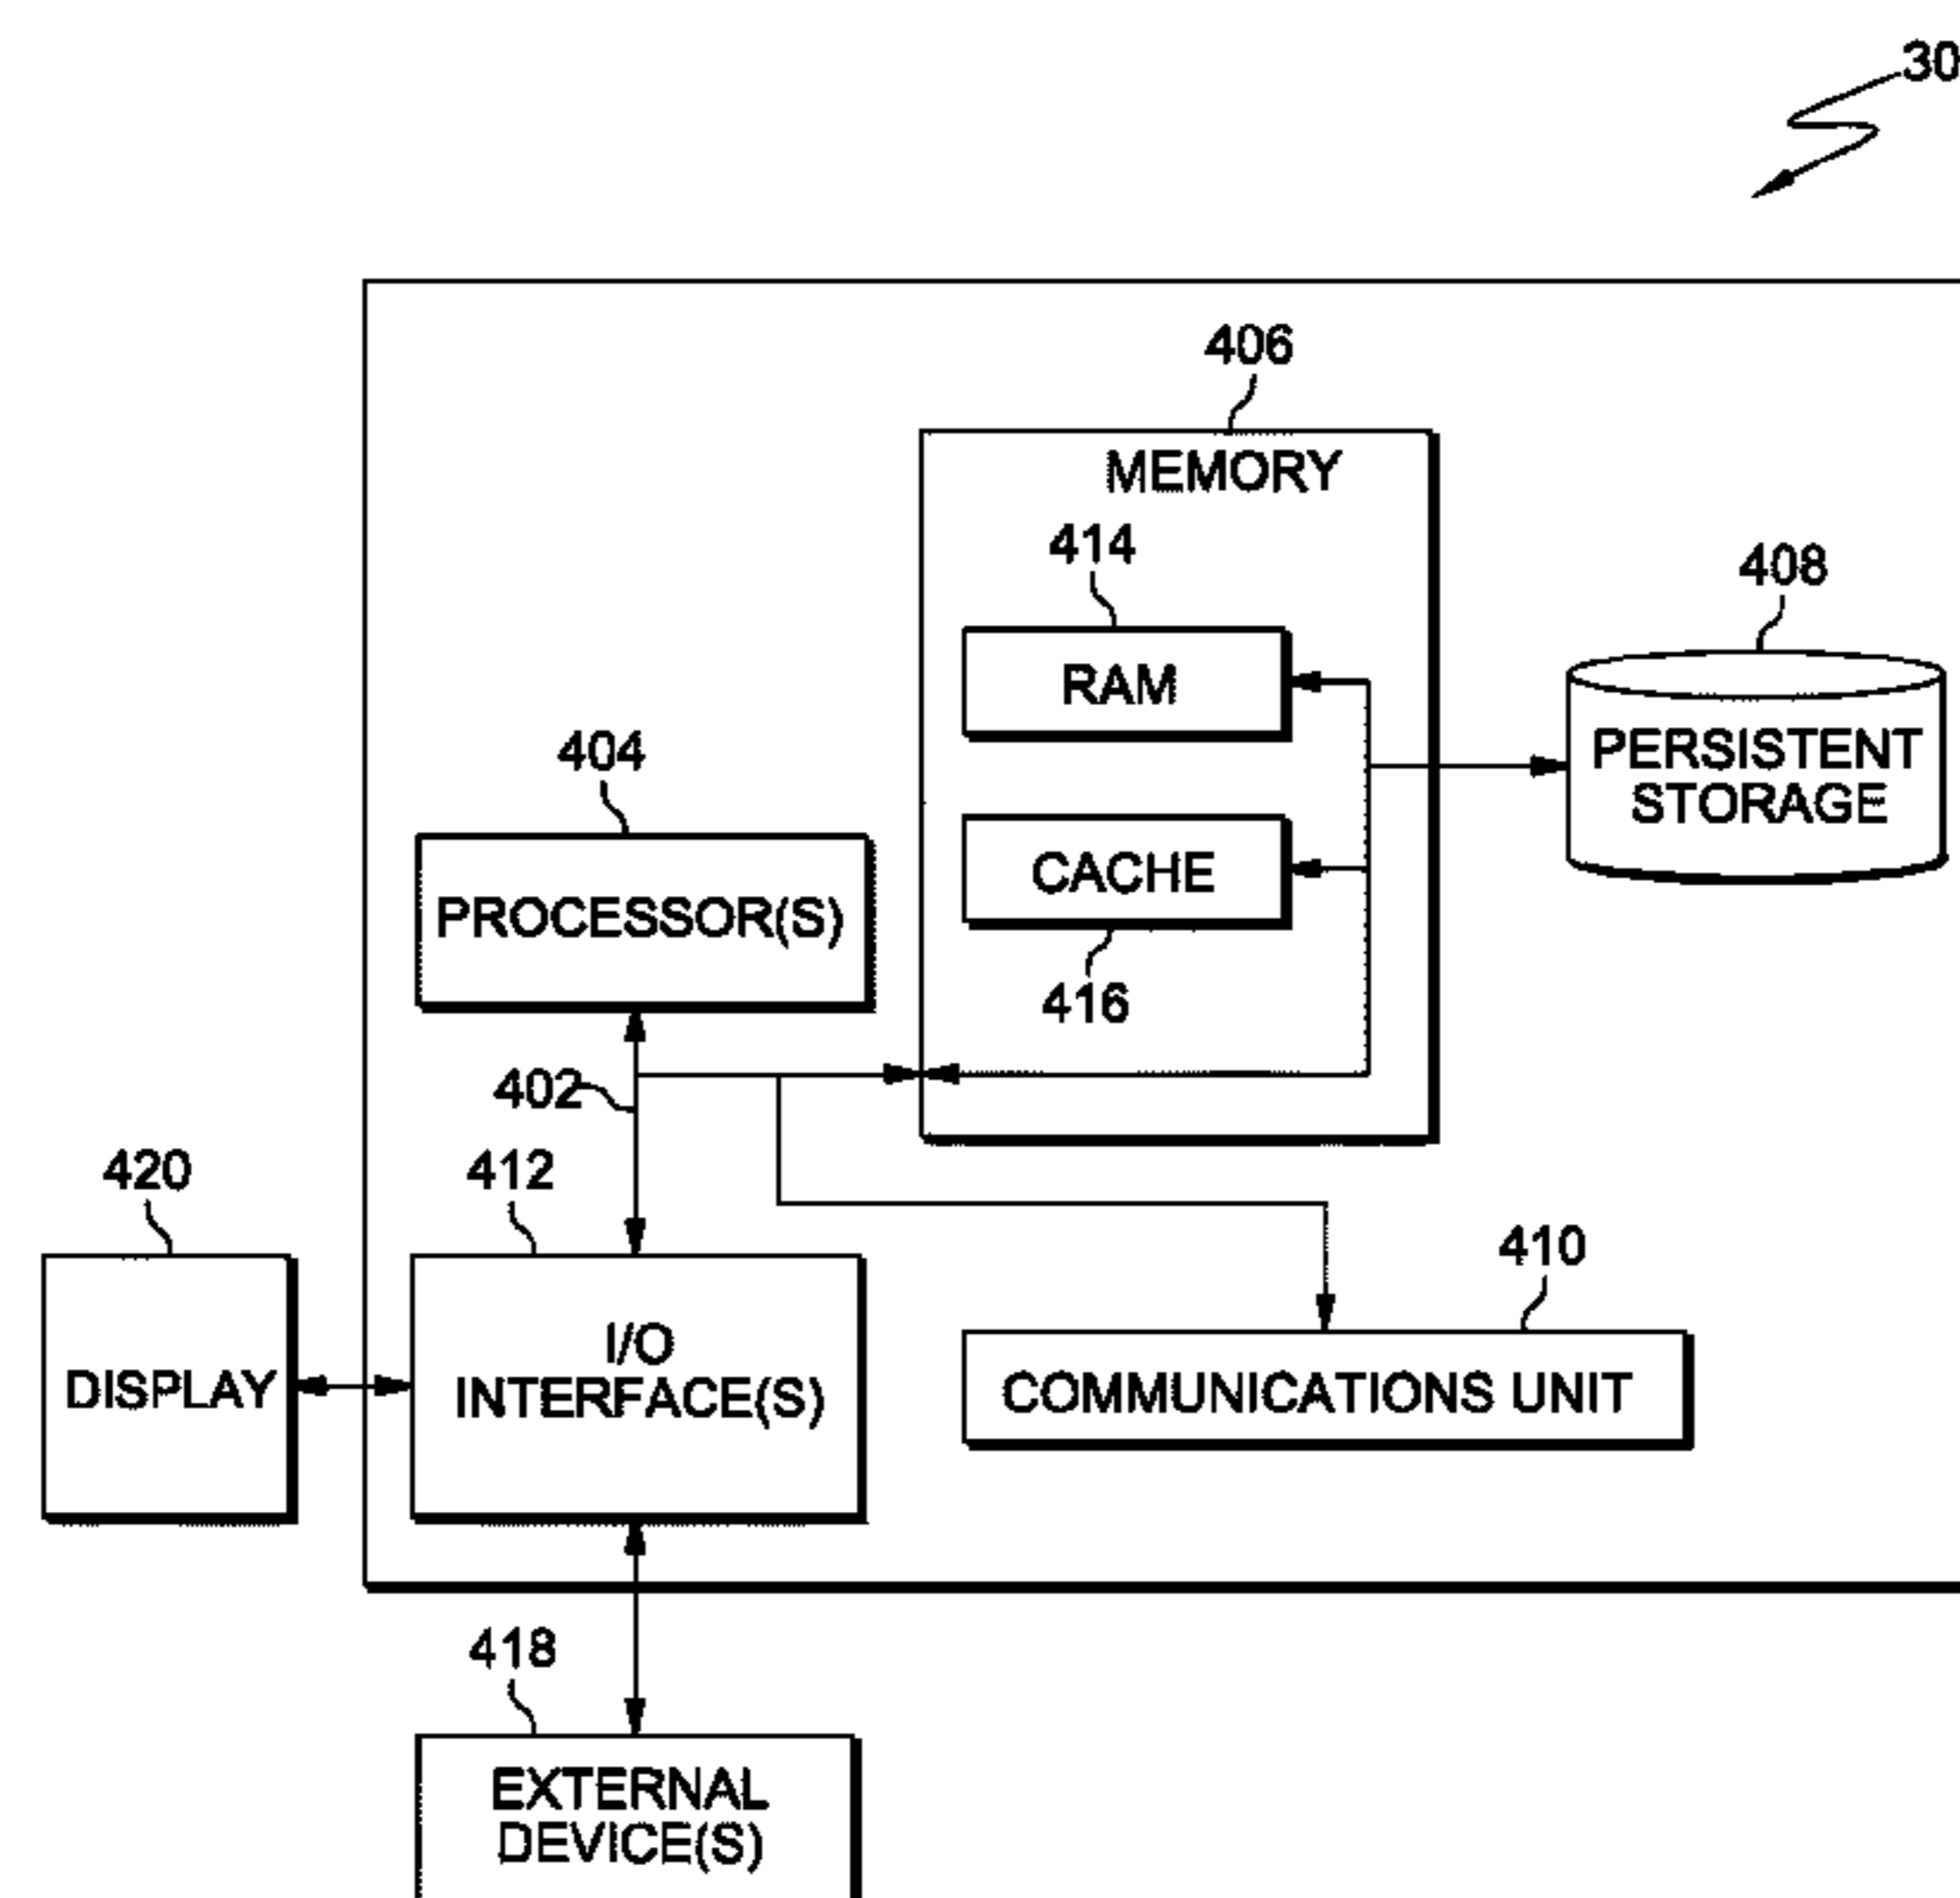 30
406
MEMORY
414
408
RAM
404
PERSISTENT
STORAGE
CACHE
PROCESSOR(S)
416
402
420
412
410
I/O
DISPLAY
INTERFACE(S)
COMMUNICATIONS UNIT
418
EXTERNAL
DEVICE(S)